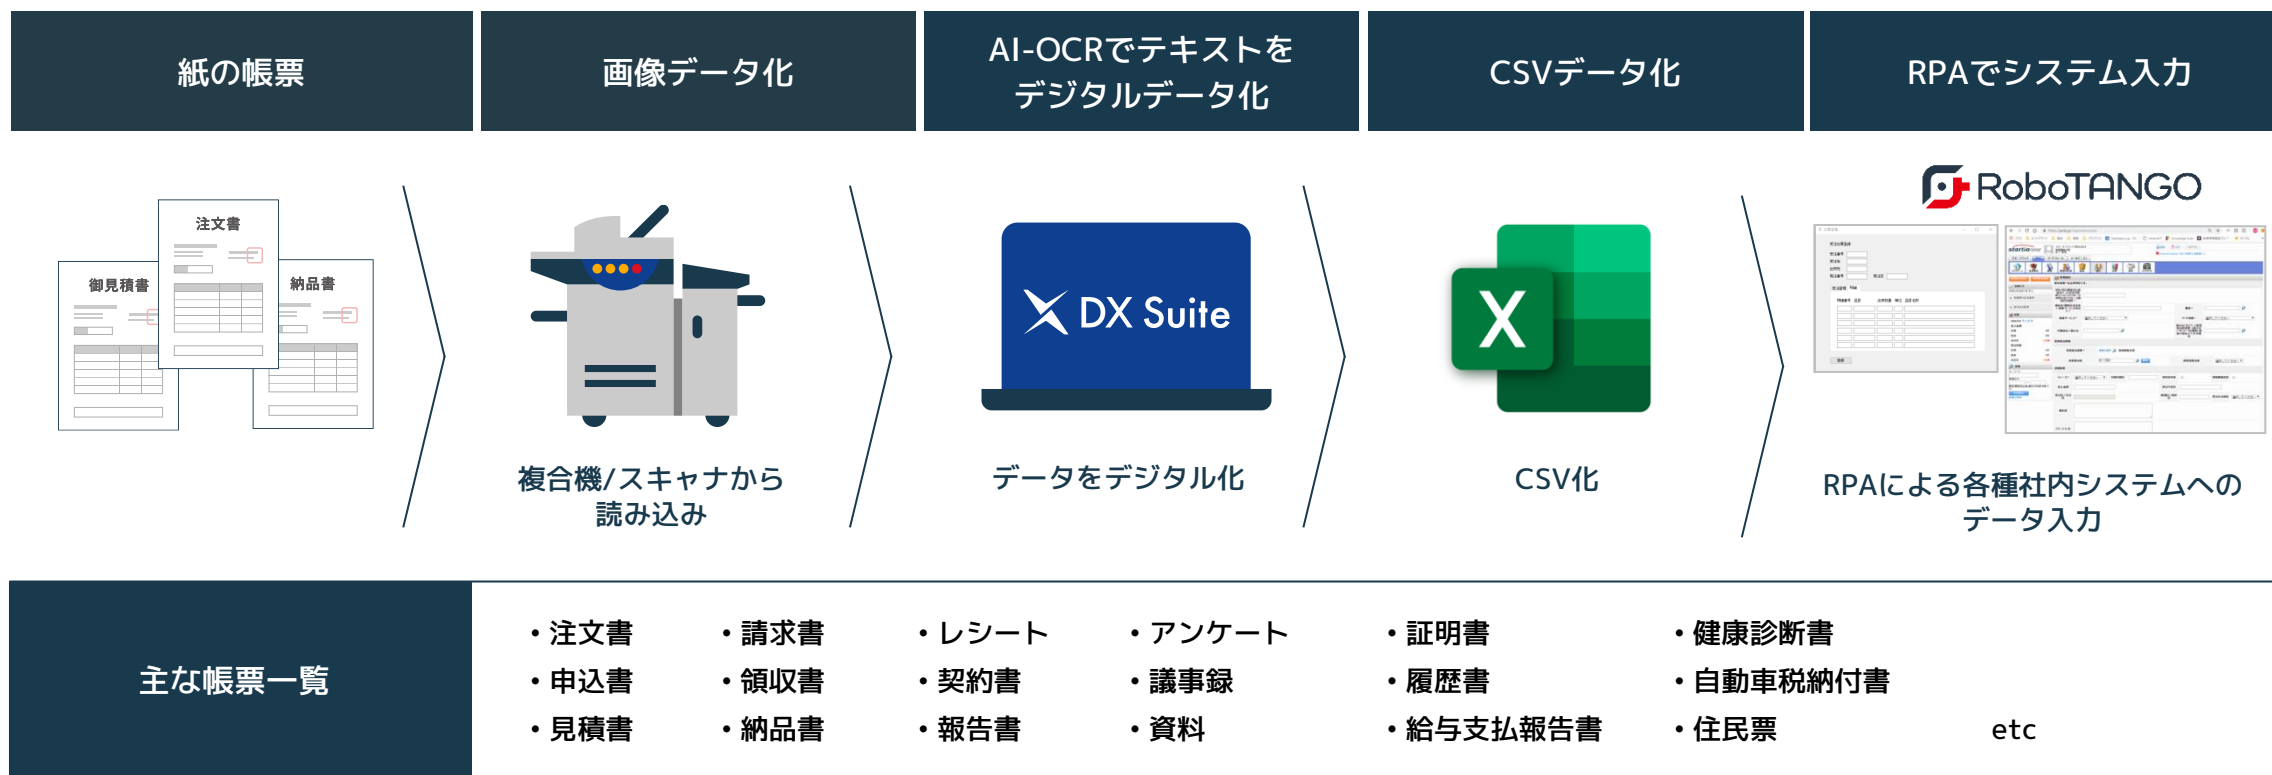 紙の帳票
画像データ化
AI-OCRでテキストを
デジタルデータ化
CSVデータ化
RPAでシステム入力
注文書
御見積書
納品書
DX Suite
X
RoboTANGO
複合機/スキャナから
読み込み
データをデジタル化
CSV化
RPAによる各種社内システムへの
データ入力
主な帳票一覧
・注文書
・申込書
・見積書
・請求書
・領収書
・納品書
・レシート
・契約書
・報告書
・アンケート
・議事録
・資料
・証明書
・履歴書
・給与支払報告書
・健康診断書
・自動車税納付書
・住民票
etc